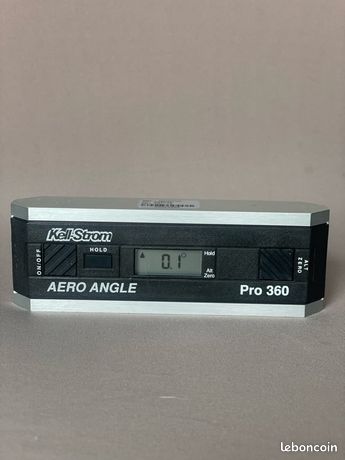 Kell-Strom
HOLD
ON/OFF
0.1°
Hold
Alt
Zero
ALT
ZERO
AERO ANGLE
Pro 360
leboncoin